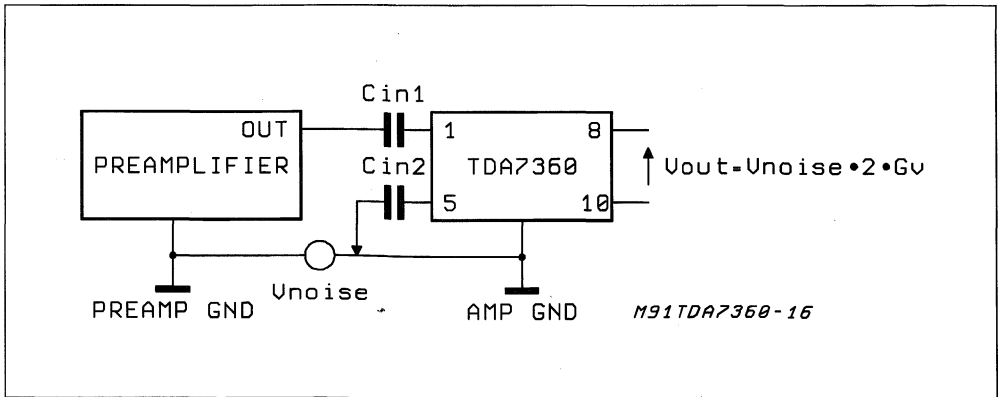 Cin1
OUT
1
8
PREAMPLIFIER
Cin2
TDA7360
Vout=Vnoise•2•Gv
5
10
Vnoise
PREAMP GND
AMP GND
M91TDA7360-16